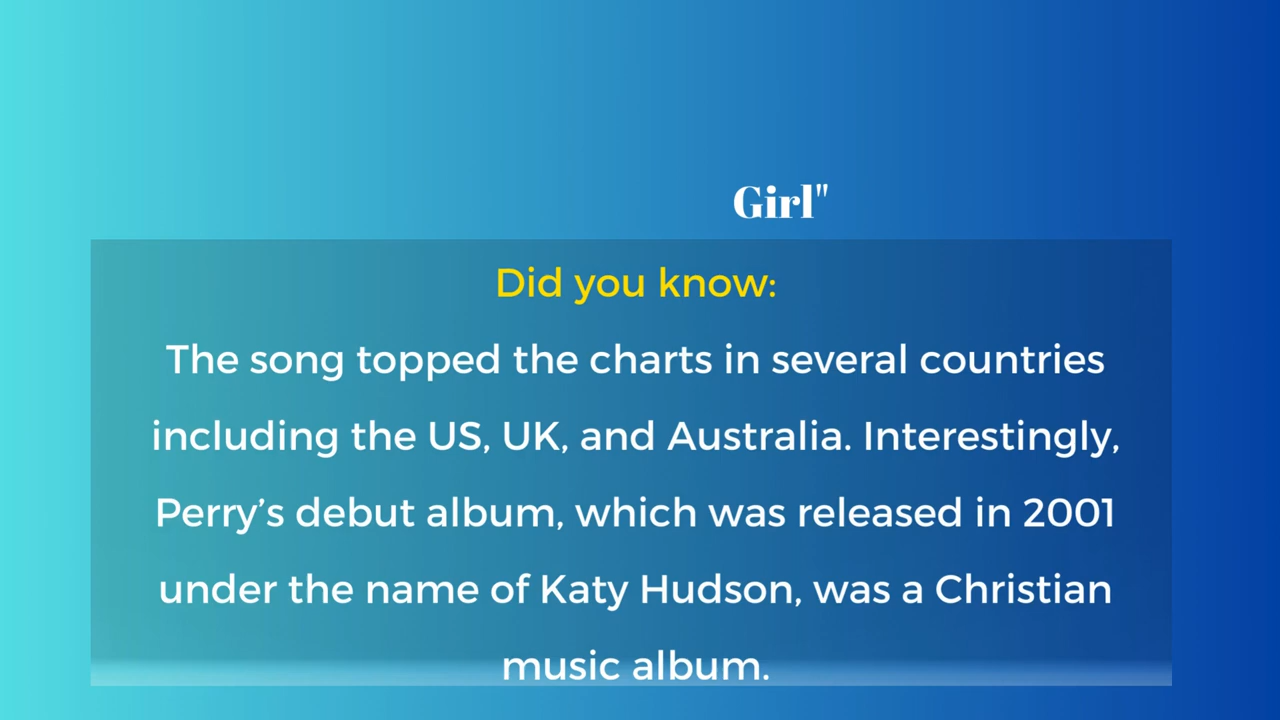 Girl"
Did you know:
The song topped the charts in several countries
including the US, UK, and Australia. Interestingly,
Perry’s debut album, which was released in 2001
under the name of Katy Hudson, was a Christian
music album.